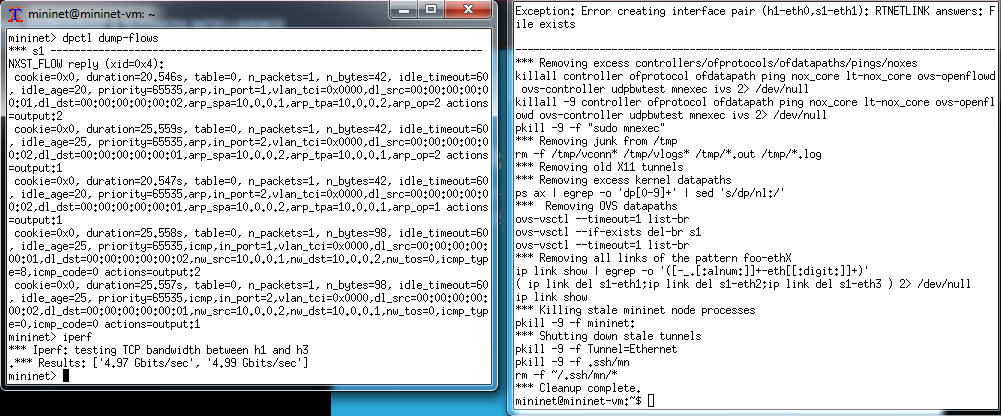 mininet@mininet-vm: ~
mininet> dpctl dump-flows
*** s1 ------------------------------------------------------------------------
NXST_FLOW reply (xid=0x4):
 cookie=0x0, duration=20.546s, table=0, n_packets=1, n_bytes=42, idle_timeout=60
, idle_age=20, priority=65535,arp,in_port=1,vlan_tci=0x0000,dl_src=00:00:00:00:0
0:01,dl_dst=00:00:00:00:00:02,arp_spa=10.0.0.1,arp_tpa=10.0.0.2,arp_op=2 actions
=output:2
 cookie=0x0, duration=25.559s, table=0, n_packets=1, n_bytes=42, idle_timeout=60
, idle_age=25, priority=65535,arp,in_port=2,vlan_tci=0x0000,dl_src=00:00:00:00:0
0:02,dl_dst=00:00:00:00:00:01,arp_spa=10.0.0.2,arp_tpa=10.0.0.1,arp_op=2 actions
=output:1
 cookie=0x0, duration=20.547s, table=0, n_packets=1, n_bytes=42, idle_timeout=60
, idle_age=20, priority=65535,arp,in_port=2,vlan_tci=0x0000,dl_src=00:00:00:00:0
0:02,dl_dst=00:00:00:00:00:01,arp_spa=10.0.0.2,arp_tpa=10.0.0.1,arp_op=1 actions
=output:1
 cookie=0x0, duration=25.558s, table=0, n_packets=1, n_bytes=98, idle_timeout=60
, idle_age=25, priority=65535,icmp,in_port=1,vlan_tci=0x0000,dl_src=00:00:00:00:
00:01,dl_dst=00:00:00:00:00:02,nw_src=10.0.0.1,nw_dst=10.0.0.2,nw_tos=0,icmp_typ
e=8,icmp_code=0 actions=output:2
 cookie=0x0, duration=25.557s, table=0, n_packets=1, n_bytes=98, idle_timeout=60
, idle_age=25, priority=65535,icmp,in_port=2,vlan_tci=0x0000,dl_src=00:00:00:00:
00:02,dl_dst=00:00:00:00:00:01,nw_src=10.0.0.2,nw_dst=10.0.0.1,nw_tos=0,icmp_typ
e=0,icmp_code=0 actions=output:1
mininet> iperf
*** Iperf: testing TCP bandwidth between h1 and h3
.*** Results: ['4.97 Gbits/sec', '4.99 Gbits/sec']
mininet>
Exception: Error creating interface pair (h1-eth0,s1-eth1): RTNETLINK answers: F
ile exists
--------------------------------------------------------------------------------
*** Removing excess controllers/ofprotocols/ofdatapaths/pings/noxes
killall controller ofprotocol ofdatapath ping nox_core lt-nox_core ovs-openflowd
 ovs-controller udpbwtest mnexec ivs 2> /dev/null
killall -9 controller ofprotocol ofdatapath ping nox_core lt-nox_core ovs-openfl
owd ovs-controller udpbwtest mnexec ivs 2> /dev/null
pkill -9 -f "sudo mnexec"
*** Removing junk from /tmp
rm -f /tmp/vconn* /tmp/vlogs* /tmp/*.out /tmp/*.log
*** Removing old X11 tunnels
*** Removing excess kernel datapaths
ps ax | egrep -o 'dp[0-9]+' | sed 's/dp/nl:/'
***  Removing OVS datapaths
ovs-vsctl --timeout=1 list-br
ovs-vsctl --if-exists del-br s1
ovs-vsctl --timeout=1 list-br
*** Removing all links of the pattern foo-ethX
ip link show | egrep -o '([-_.[:alnum:]]+-eth[[:digit:]]+)'
( ip link del s1-eth1;ip link del s1-eth2;ip link del s1-eth3 ) 2> /dev/null
ip link show
*** Killing stale mininet node processes
pkill -9 -f mininet:
*** Shutting down stale tunnels
pkill -9 -f Tunnel=Ethernet
pkill -9 -f .ssh/mn
rm -f ~/.ssh/mn/*
*** Cleanup complete.
mininet@mininet-vm:~$